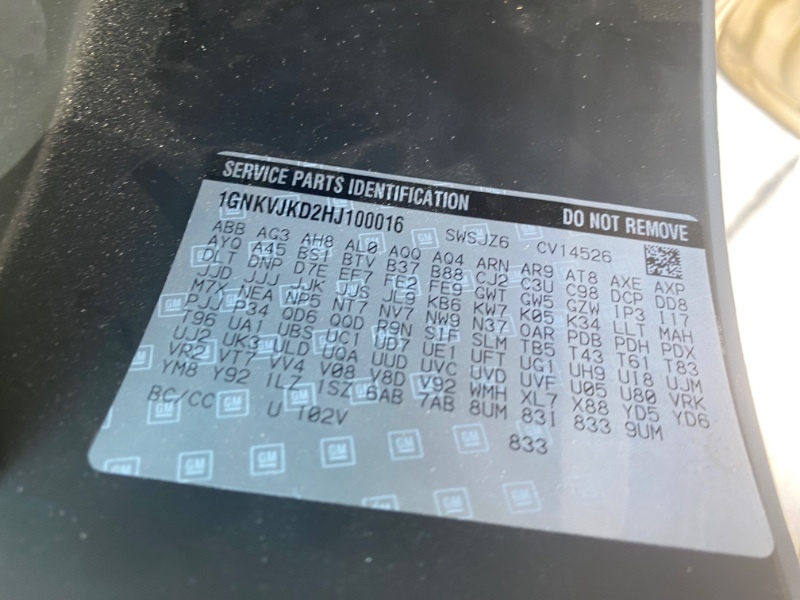 SERVICE PARTS IDENTIFICATION DO NOT REMOVE
1GNKVJKD2HJ100016 SWSJZ6 CV14526
ABB AG3 AH8 AL0 AQQ AQ4 ARN AR9 AT8 AXE AXP
AYQ A45 BS1 BTV B37 B88 CJ2 C3U C98 DCP DD8
DLT DNP D7E EF7 FE2 FE9 GWT GW5 GZW IP3 117
JJD JJJ JJK JJS JL9 KB6 KW7 K05 K34 LLT MAH
M7X NEA NP5 NT7 NV7 NW9 N37 OAR PDB PDH PDX
PJJ P34 QD6 QQD R9N SIF SLM TB5 T43 T61 T83
T96 UA1 UBS UC1 UD7 UE1 UFT UG1 UH9 UI8 UJM
UJ2 UK3 ULD UQA UUD UVC UVD UVF U05 U80 VRK
VR2 VT7 VV4 V08 V8D V92 WMH XL7 X88 YD5 YD6
YM8 Y92 1LZ 1SZ 6AB 7AB 8UM 831 833 9UM
BC/CC U 102V 833
GM